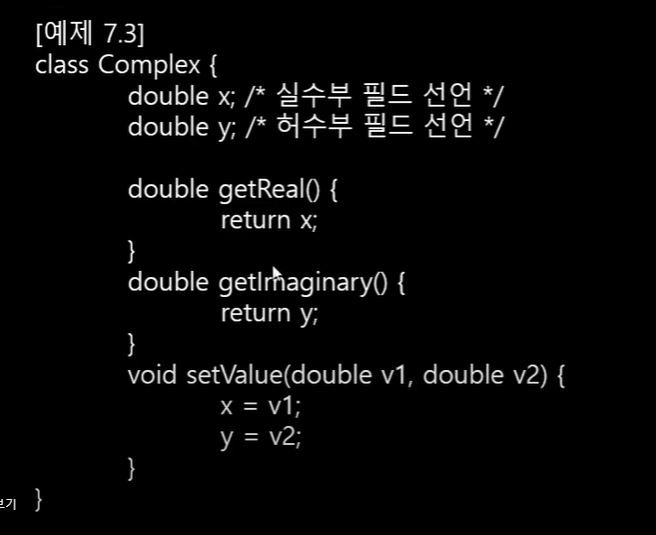 [예제 7.3]
class Complex {
double x; /* 실수부 필드 선언 */
double y; /* 허수부 필드 선언 */
double getReal() {
return x;
}
double getImaginary() {
return y;
}
void setValue(double v1, double v2) {
x = v1;
y = v2;
}
}
보기